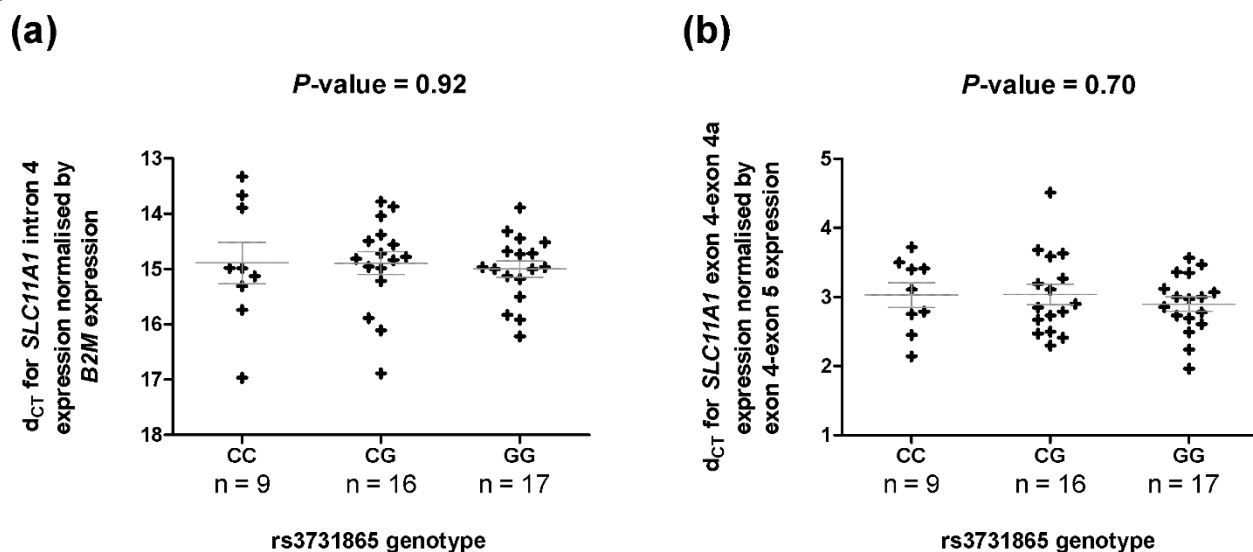 (a)
P-value = 0.92
dCT for SLC11A1 intron 4
expression normalised by
B2M expression
13
14
15
16
17
18
CC
CG
GG
n = 9
n = 16
n = 17
rs3731865 genotype
(b)
P-value = 0.70
dCT for SLC11A1 exon 4-exon 4a
expression normalised by
exon 4-exon 5 expression
5
4
3
2
1
CC
CG
GG
n = 9
n = 16
n = 17
rs3731865 genotype